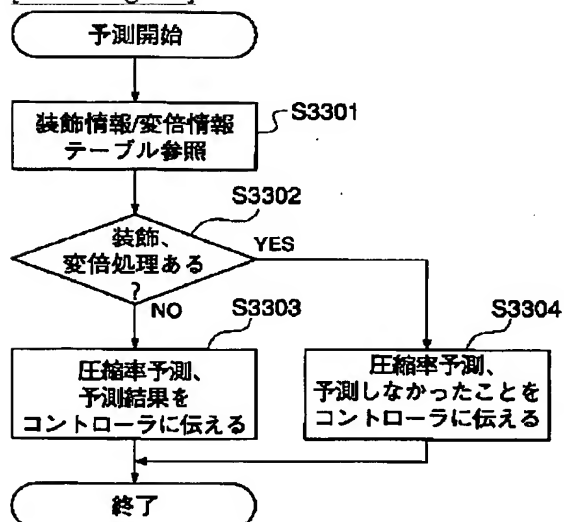 予測開始
装飾情報/変倍情報
テーブル参照
S3301
S3302
装飾、
変倍処理ある
?
YES
NO
S3303
圧縮率予測、
予測結果を
コントローラに伝える
S3304
圧縮率予測、
予測しなかったことを
コントローラに伝える
終了